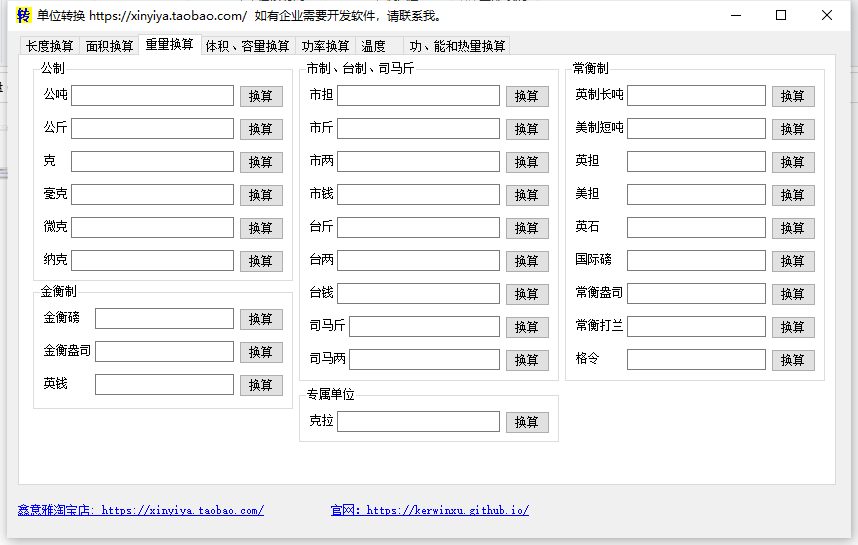 转 单位转换 https://xinyiya.taobao.com/ 如有企业需要开发软件，请联系我。
长度换算 面积换算 重量换算 体积、容量换算 功率换算 温度 功、能和热量换算
公制
公吨 换算
公斤 换算
克 换算
毫克 换算
微克 换算
纳克 换算
金衡制
金衡磅 换算
金衡盎司 换算
英钱 换算
市制、台制、司马斤
市担 换算
市斤 换算
市两 换算
市钱 换算
台斤 换算
台两 换算
台钱 换算
司马斤 换算
司马两 换算
专属单位
克拉 换算
常衡制
英制长吨 换算
美制短吨 换算
英担 换算
美担 换算
英石 换算
国际磅 换算
常衡盎司 换算
常衡打兰 换算
格令 换算
鑫意雅淘宝店: https://xinyiya.taobao.com/ 官网：https://kerwinxu.github.io/